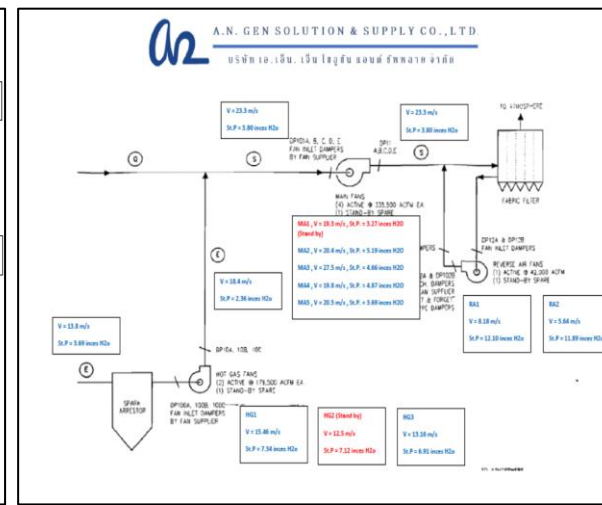 A.N. GEN SOLUTION & SUPPLY CO.,LTD.
บริษัท เอ.เอ็น. เจ็น โซลูชั่น แอนด์ ซัพพลาย จำกัด
V = 23.3 m/s
St.P = 3.80 inces H2o
V = 23.3 m/s
St.P = 3.80 inces H2o
TO ATMOSPHERE
Q
S
DP101A, B, C, D, E
FAN INLET DAMPERS
BY FAN SUPPLIER
DP11
A,B,C,D,E
S
FABRIC FILTER
MAIN FANS
(4) ACTIVE @ 335,500 ACFM EA.
(1) STAND-BY SPARE
MA1 , V = 19.3 m/s , St.P. = 3.27 inces H2O
(Stand by)
MA2 , V = 20.4 m/s , St.P. = 5.19 inces H2O
MA3 , V = 27.5 m/s , St.P. = 4.66 inces H2O
MA4 , V = 19.8 m/s , St.P. = 4.87 inces H2O
MA5 , V = 20.5 m/s , St.P. = 3.69 inces H2O
DP12A & DP12B
FAN INLET DAMPERS
REVERSE AIR FANS
(1) ACTIVE @ 42,000 ACFM
(1) STAND-BY SPARE
E
V = 18.4 m/s
St.P = 2.36 inces H2o
RA1
V = 8.18 m/s
St.P = 12.10 inces H2o
RA2
V = 5.64 m/s
St.P = 11.89 inces H2o
V = 13.8 m/s
St.P = 3.69 inces H2o
DP10A, 10B, 10C
E
HOT GAS FANS
(2) ACTIVE @ 178,500 ACFM EA.
(1) STAND-BY SPARE
SPARK
ARRESTOR
DP100A, 100B, 100C
FAN INLET DAMPERS
BY FAN SUPPLIER
HG1
V = 15.46 m/s
St.P = 7.54 inces H2o
HG2 (Stand by)
V = 12.5 m/s
St.P = 7.12 inces H2o
HG3
V = 13.16 m/s
St.P = 6.91 inces H2o